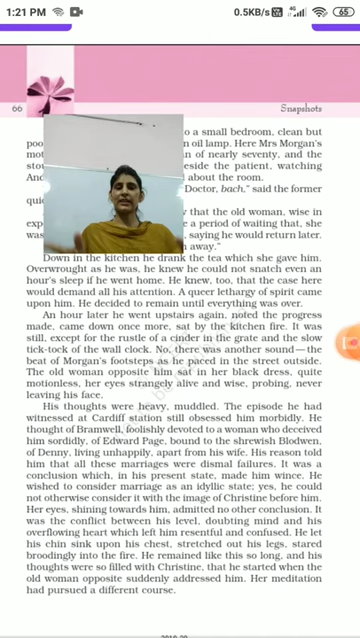 1:21 PM
0.5KB/s 4G 65
66 Snapshots
o a small bedroom, clean but
poo n oil lamp. Here Mrs Morgan's
mot n of nearly seventy, and the
sto eside the patient, watching
And d about the room.
Doctor, bach," said the former
quie
that the old woman, wise in
exp e a period of waiting that, she
was , saying he would return later.
n away."
Down in the kitchen he drank the tea which she gave him.
Overwrought as he was, he knew he could not snatch even an
hour's sleep if he went home. He knew, too, that the case here
would demand all his attention. A queer lethargy of spirit came
upon him. He decided to remain until everything was over.
An hour later he went upstairs again, noted the progress
made, came down once more, sat by the kitchen fire. It was
still, except for the rustle of a cinder in the grate and the slow
tick-tock of the wall clock. No, there was another sound — the
beat of Morgan's footsteps as he paced in the street outside.
The old woman opposite him sat in her black dress, quite
motionless, her eyes strangely alive and wise, probing, never
leaving his face.
His thoughts were heavy, muddled. The episode he had
witnessed at Cardiff station still obsessed him morbidly. He
thought of Bramwell, foolishly devoted to a woman who deceived
him sordidly, of Edward Page, bound to the shrewish Blodwen,
of Denny, living unhappily, apart from his wife. His reason told
him that all these marriages were dismal failures. It was a
conclusion which, in his present state, made him wince. He
wished to consider marriage as an idyllic state; yes, he could
not otherwise consider it with the image of Christine before him.
Her eyes, shining towards him, admitted no other conclusion. It
was the conflict between his level, doubting mind and his
overflowing heart which left him resentful and confused. He let
his chin sink upon his chest, stretched out his legs, stared
broodingly into the fire. He remained like this so long, and his
thoughts were so filled with Christine, that he started when the
old woman opposite suddenly addressed him. Her meditation
had pursued a different course.